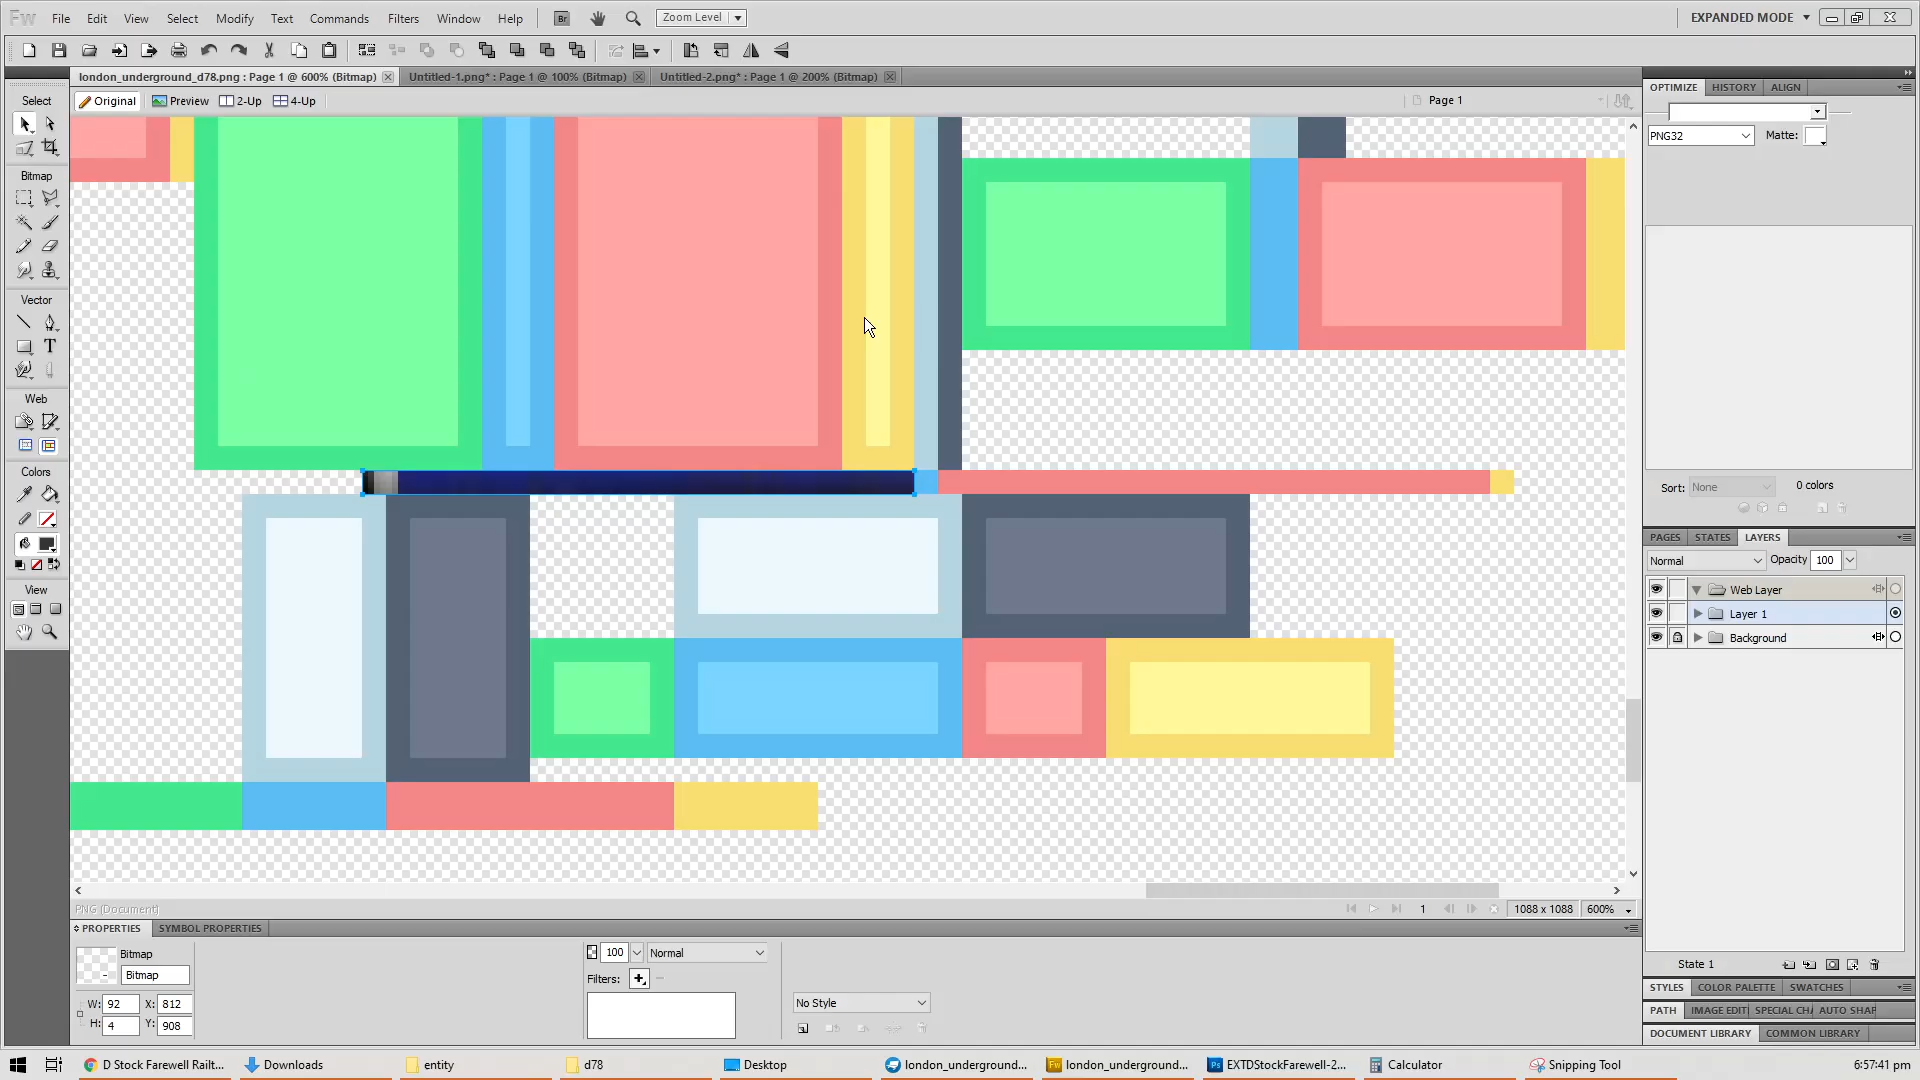 Fw File Edit View Select Modify Text Commands Filters Window Help Br Zoom Level EXPANDED MODE
london_underground_d78.png : Page 1 @ 600% (Bitmap) Untitled-1.png* : Page 1 @ 100% (Bitmap) Untitled-2.png* : Page 1 @ 200% (Bitmap)
Original Preview 2-Up 4-Up Page 1
Select
Bitmap
Vector
T
Web
Colors
View
OPTIMIZE HISTORY ALIGN
PNG32 Matte:
Sort: None 0 colors
PAGES STATES LAYERS
Normal Opacity 100
Web Layer
Layer 1
Background
State 1
STYLES COLOR PALETTE SWATCHES
PATH IMAGE EDIT SPECIAL CHA AUTO SHAP
DOCUMENT LIBRARY COMMON LIBRARY
PNG (Document) 1 1088 x 1088 600%
PROPERTIES SYMBOL PROPERTIES
Bitmap
Bitmap
W: 92 X: 812
H: 4 Y: 908
100 Normal
Filters:
No Style
D Stock Farewell Railt... Downloads entity d78 Desktop london_underground... Fw london_underground... Ps EXTDStockFarewell-2... Calculator Snipping Tool 6:57:41 pm